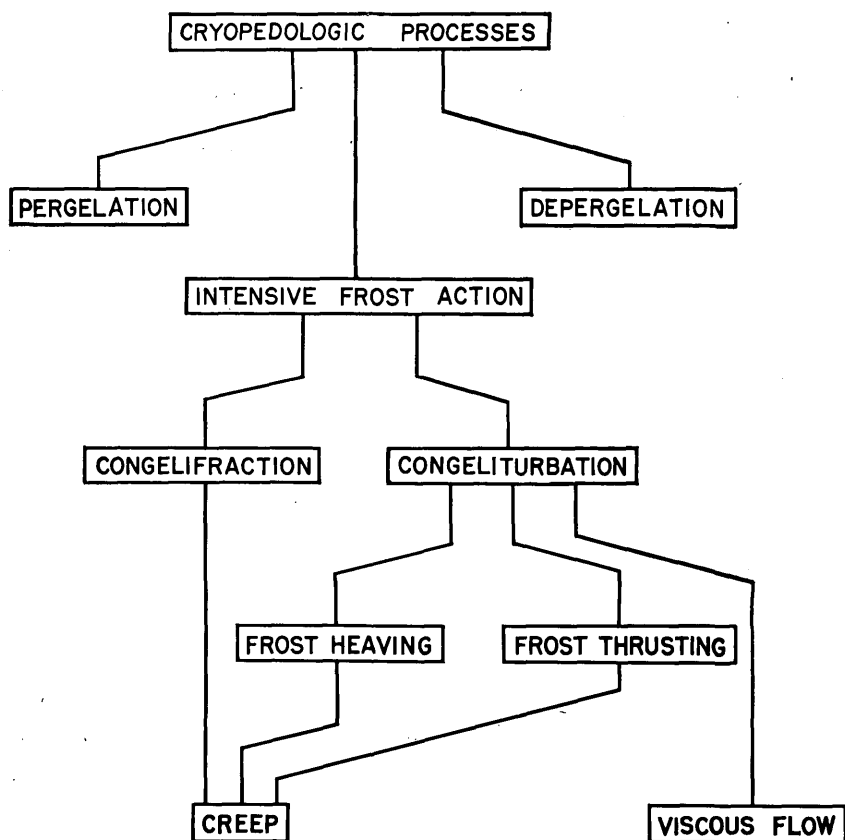 CRYOPEDOLOGIC PROCESSES
PERGELATION
DEPERGELATION
INTENSIVE FROST ACTION
CONGELIFRACTION
CONGELITURBATION
FROST HEAVING
FROST THRUSTING
CREEP
VISCOUS FLOW